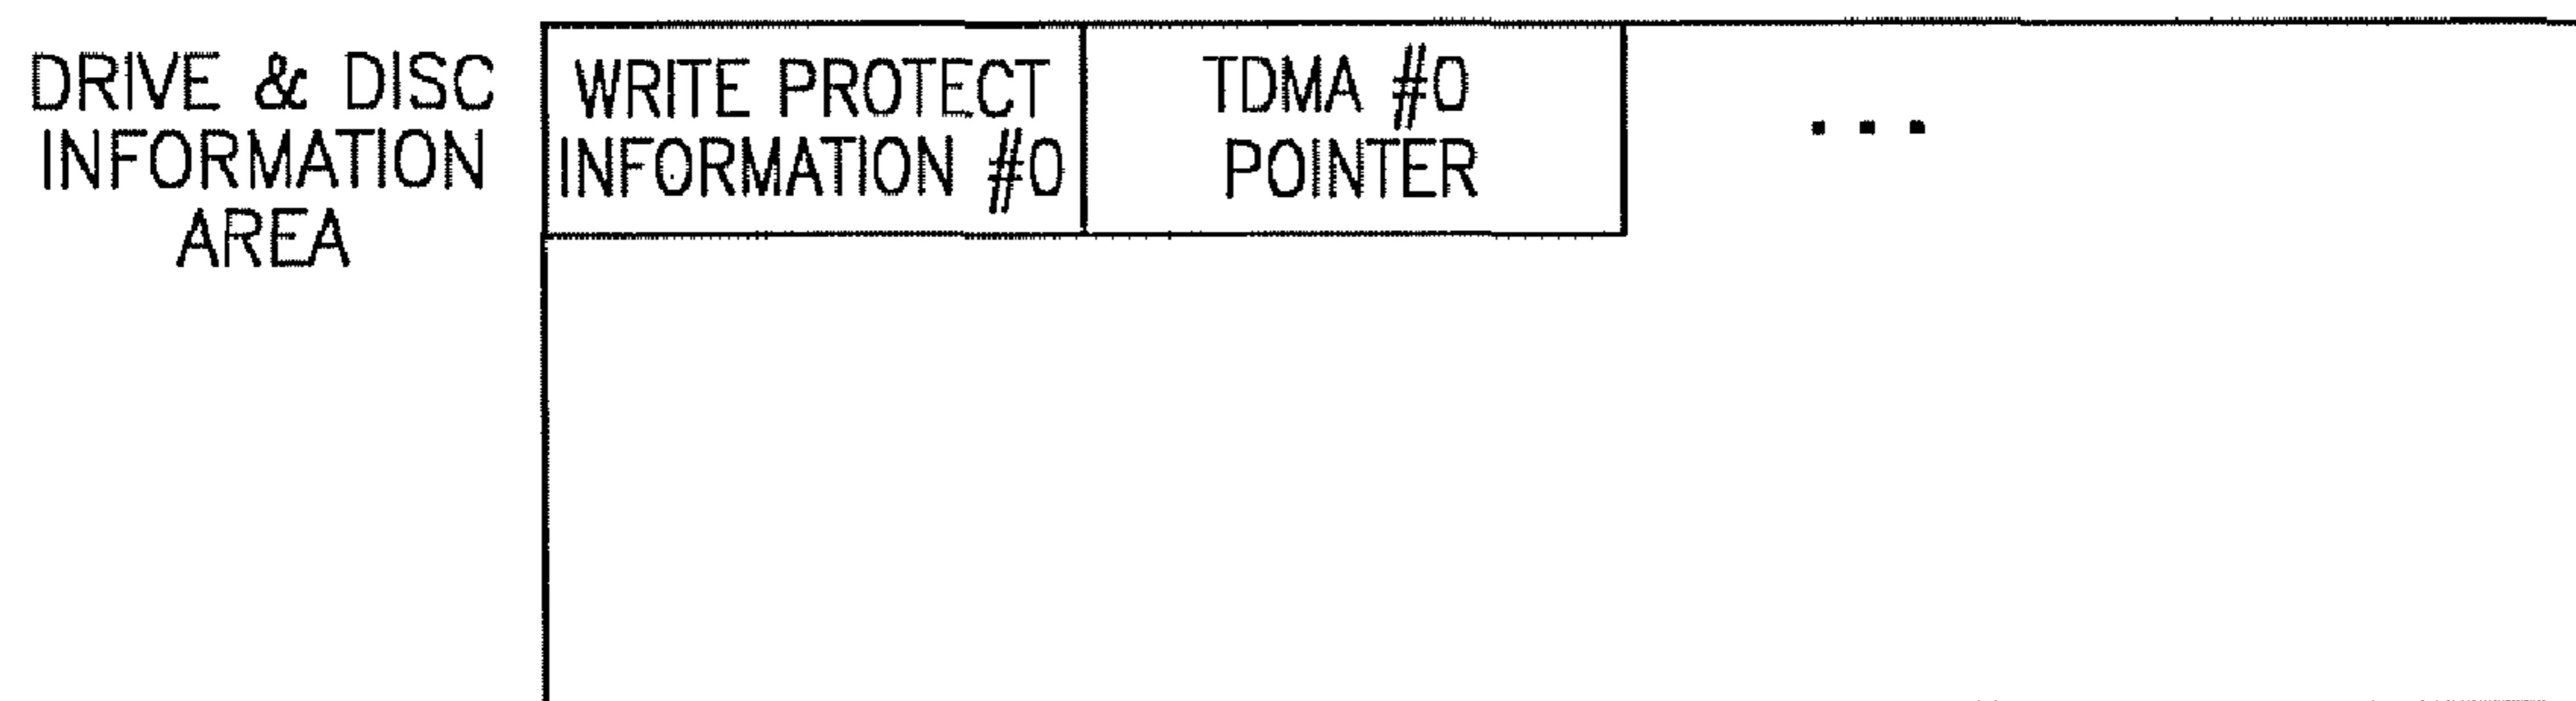 DRIVE & DISC
INFORMATION
AREA
WRITE PROTECT
INFORMATION #0
TDMA #0
POINTER
...